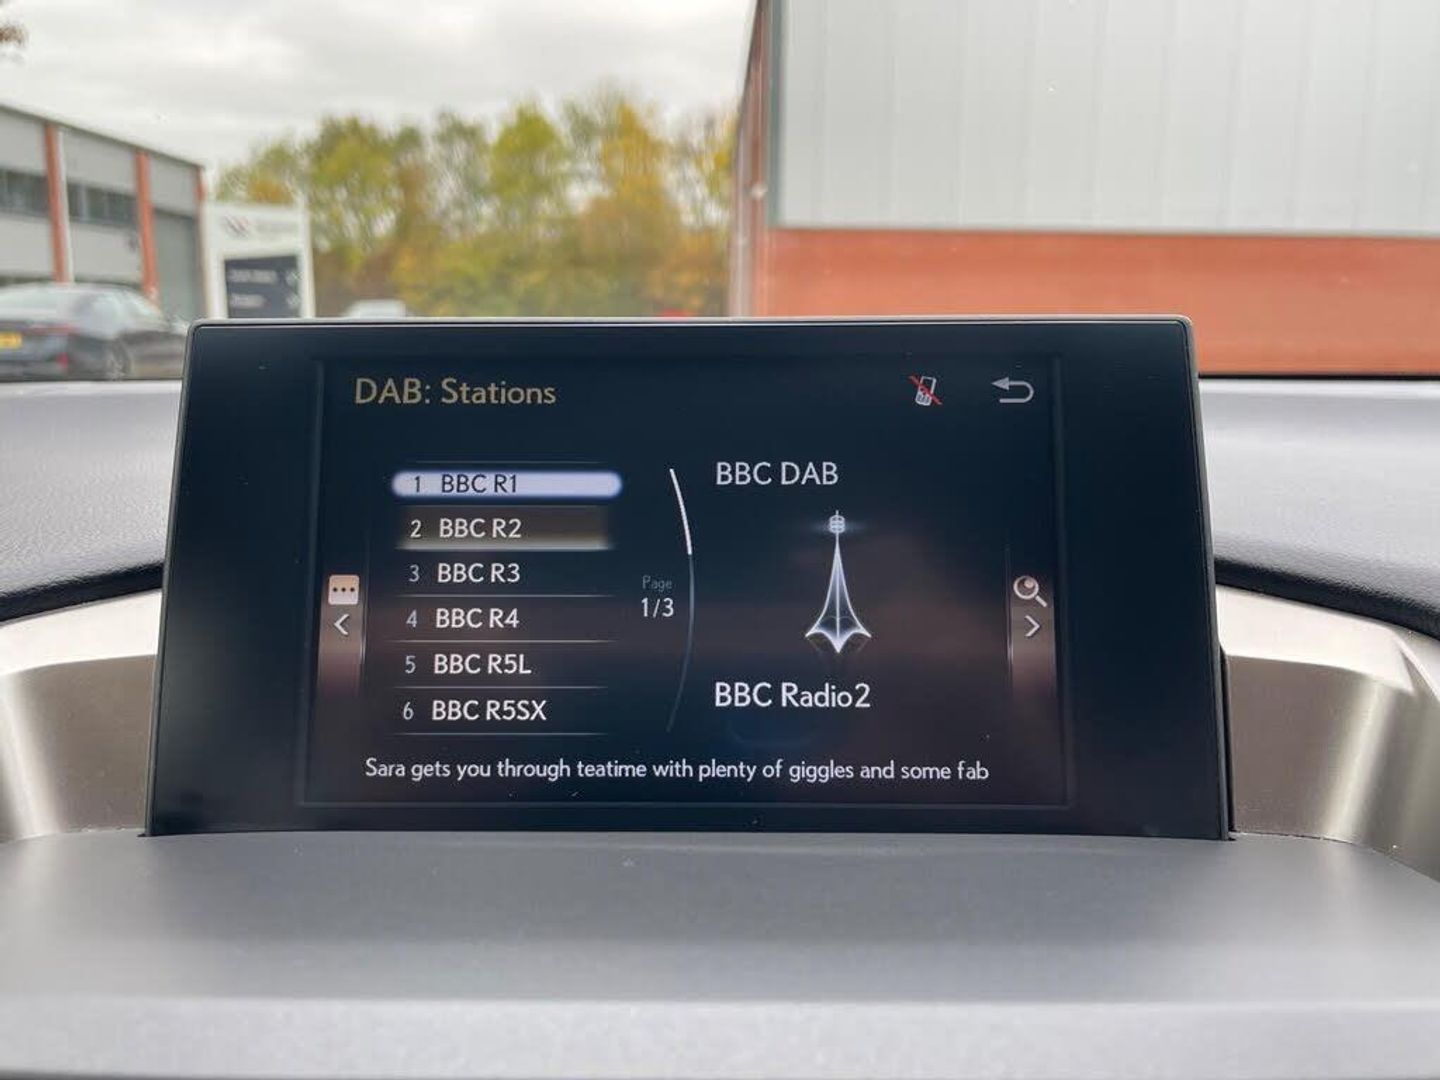 DAB: Stations
1 BBC R1
2 BBC R2
3 BBC R3
4 BBC R4
5 BBC R5L
6 BBC R5SX
Page
1/3
BBC DAB
BBC Radio2
Sara gets you through teatime with plenty of giggles and some fab